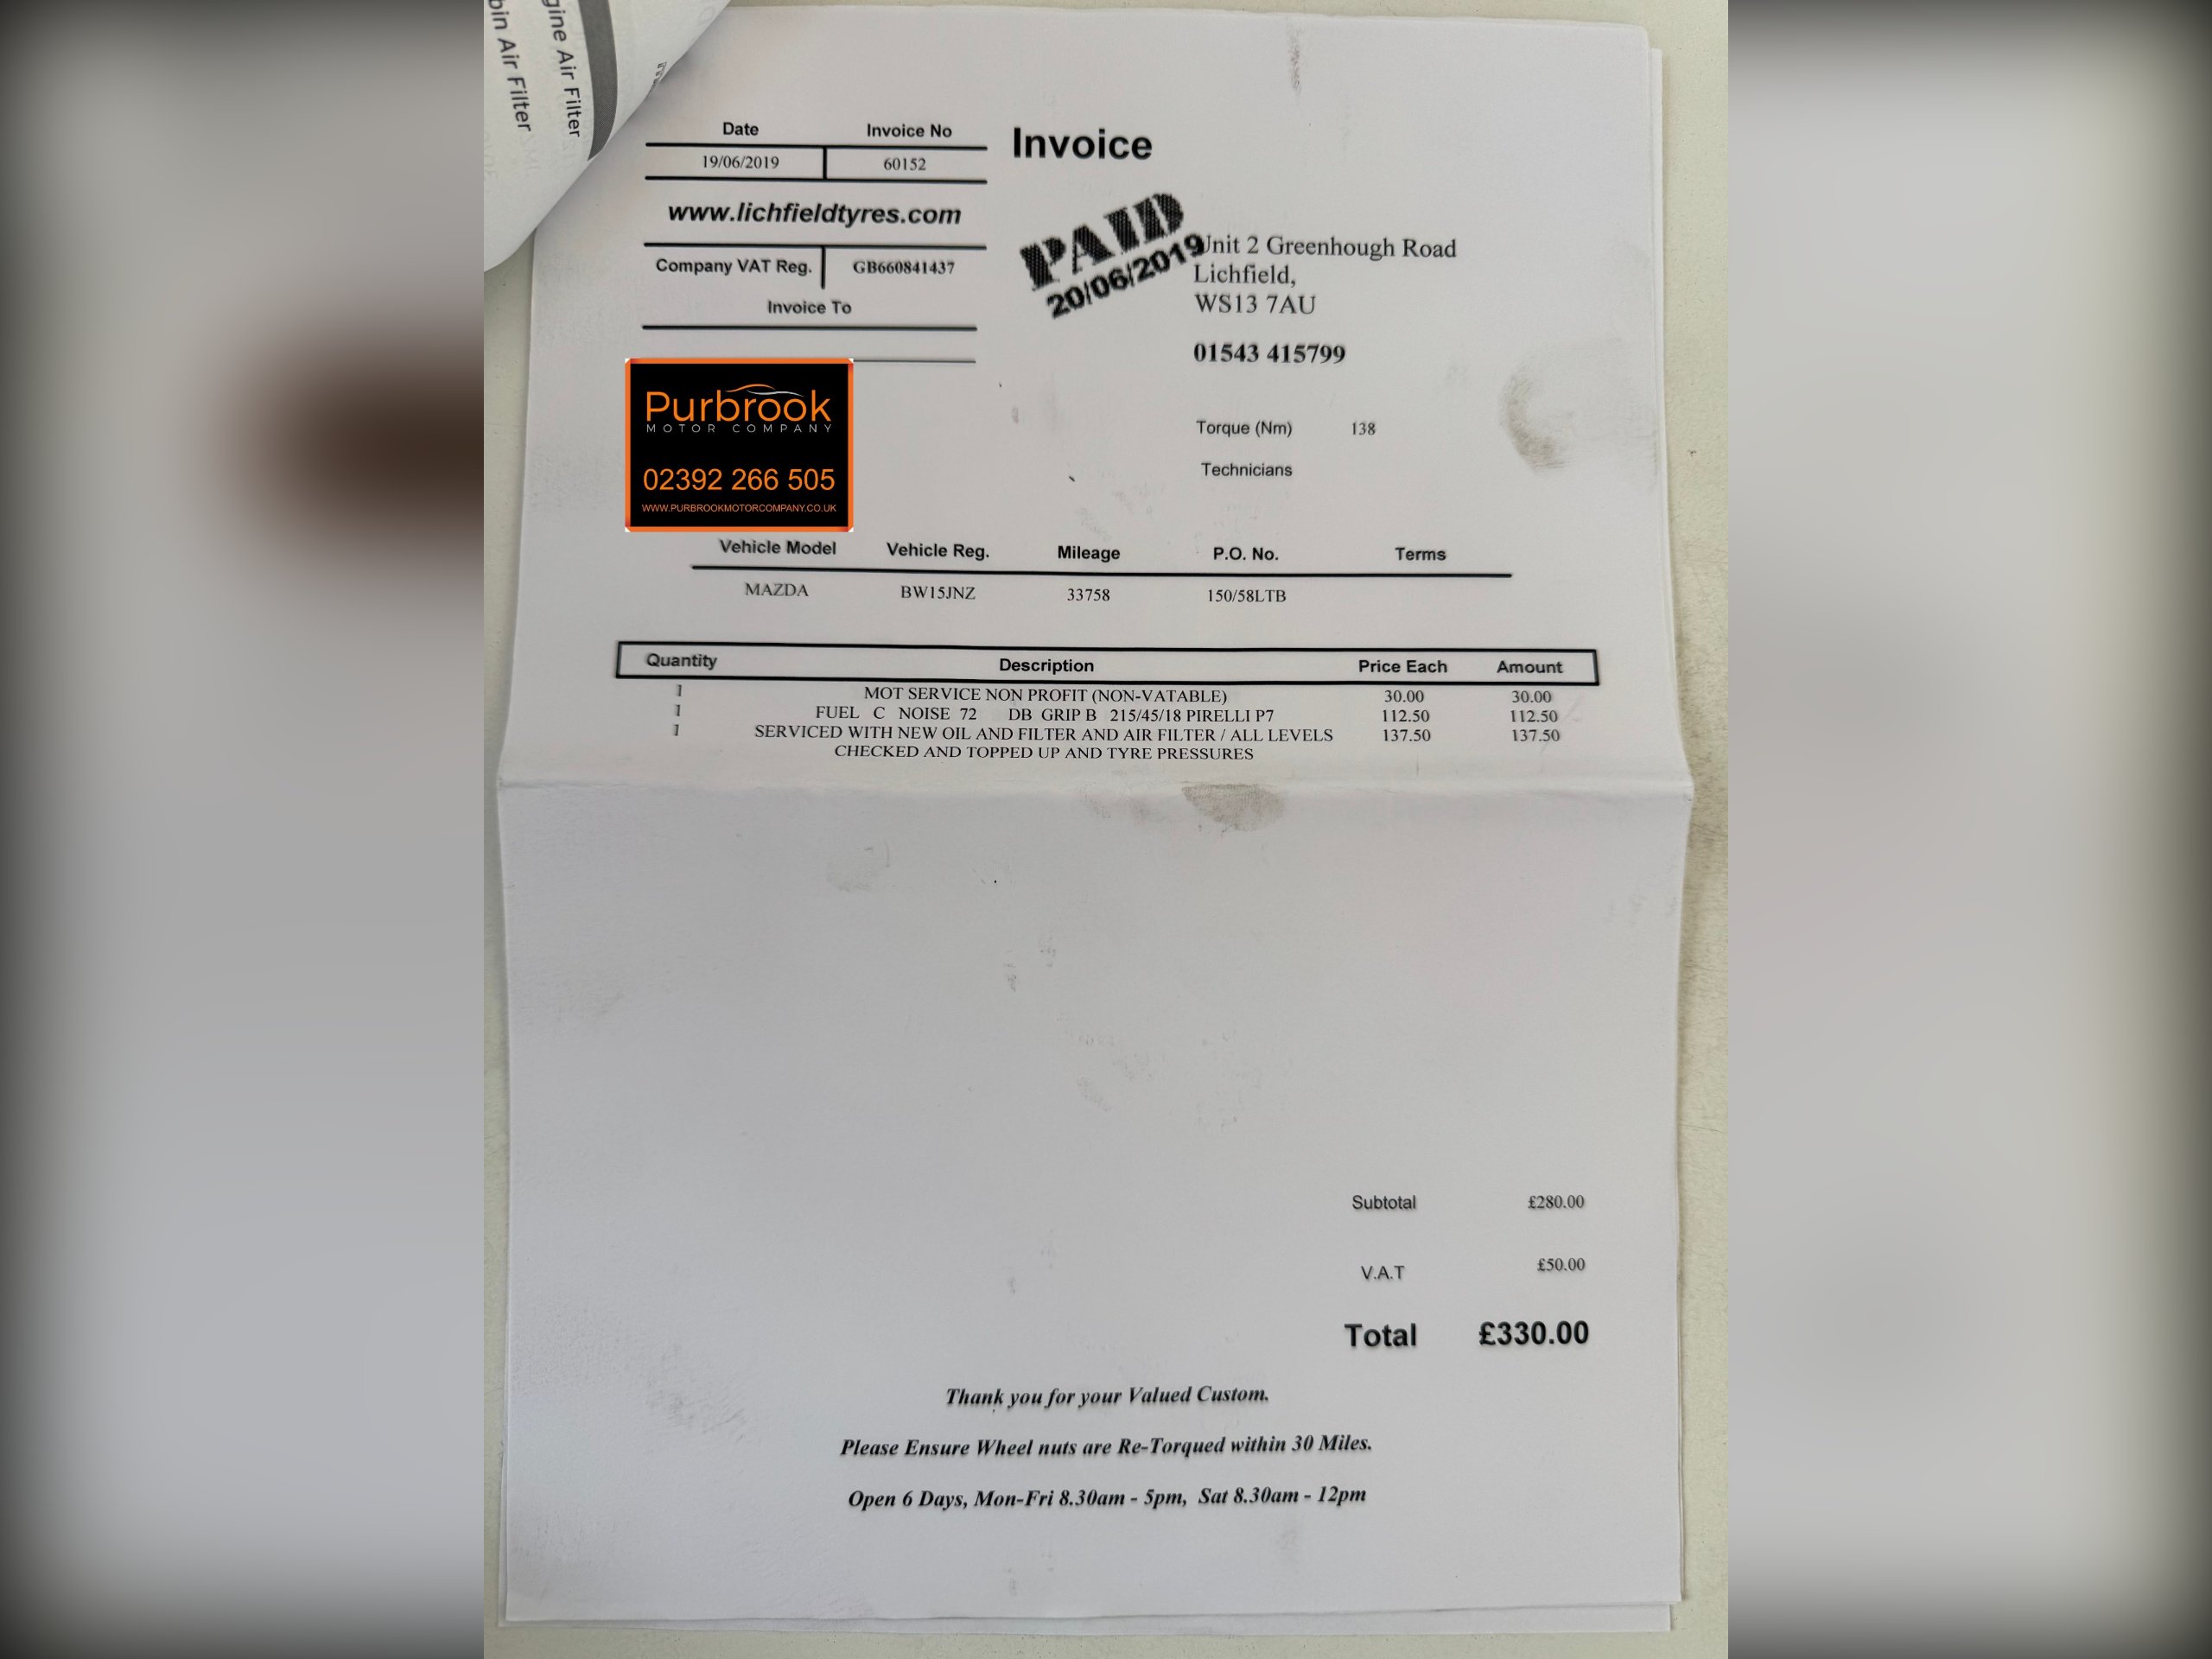 bin Air Filter
gine Air Filter
Date Invoice No
19/06/2019 60152
Invoice
www.lichfieldtyres.com
PAID
20/06/2019
Company VAT Reg. GB660841437
Unit 2 Greenhough Road
Lichfield,
WS13 7AU
Invoice To
01543 415799
Purbrook
MOTOR COMPANY
02392 266 505
WWW.PURBROOKMOTORCOMPANY.CO.UK
Torque (Nm) 138
Technicians
Vehicle Model Vehicle Reg. Mileage P.O. No. Terms
MAZDA BW15JNZ 33758 150/58LTB
Quantity Description Price Each Amount
1 MOT SERVICE NON PROFIT (NON-VATABLE) 30.00 30.00
1 FUEL C NOISE 72 DB GRIP B 215/45/18 PIRELLI P7 112.50 112.50
1 SERVICED WITH NEW OIL AND FILTER AND AIR FILTER / ALL LEVELS 137.50 137.50
CHECKED AND TOPPED UP AND TYRE PRESSURES
Subtotal £280.00
V.A.T £50.00
Total £330.00
Thank you for your Valued Custom.
Please Ensure Wheel nuts are Re-Torqued within 30 Miles.
Open 6 Days, Mon-Fri 8.30am - 5pm, Sat 8.30am - 12pm